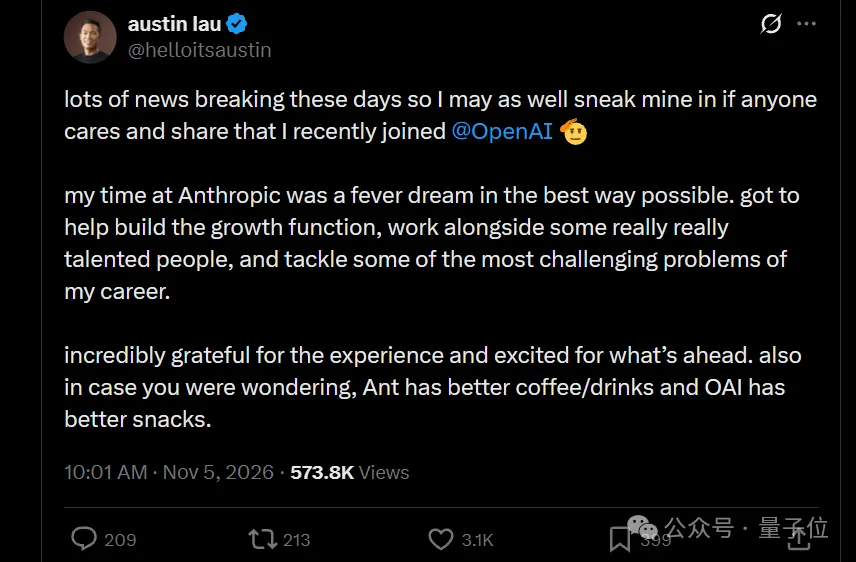 austin lau
@helloitsaustin
lots of news breaking these days so I may as well sneak mine in if anyone
cares and share that I recently joined @OpenAI 🫡
my time at Anthropic was a fever dream in the best way possible. got to
help build the growth function, work alongside some really really
talented people, and tackle some of the most challenging problems of
my career.
incredibly grateful for the experience and excited for what’s ahead. also
in case you were wondering, Ant has better coffee/drinks and OAI has
better snacks.
10:01 AM · Nov 5, 2026 · 573.8K Views
209 213 3.1K 399
公众号 · 量子位